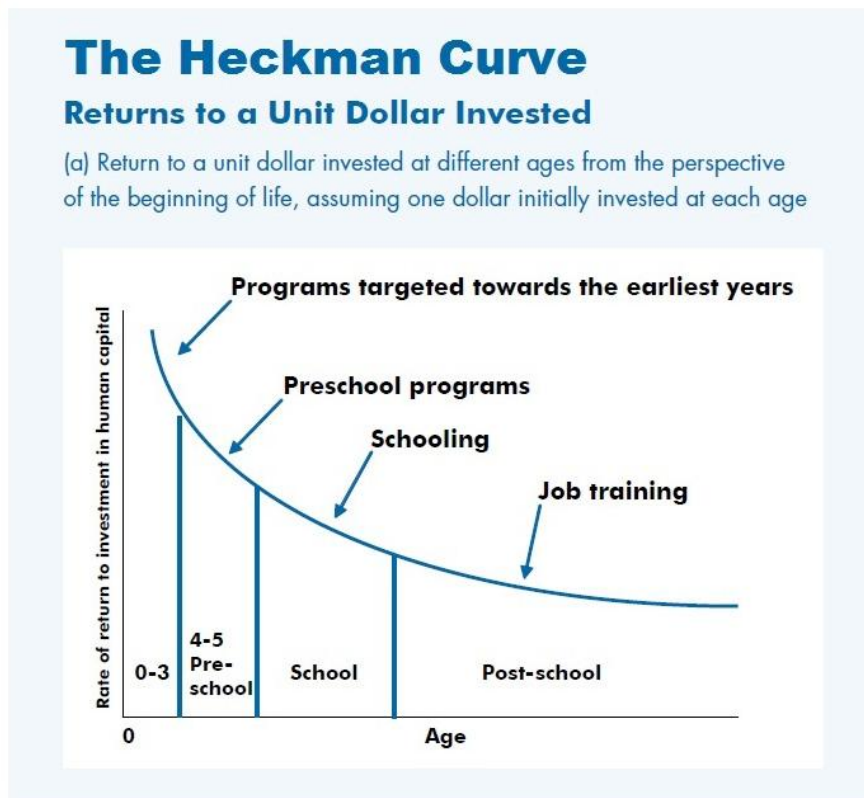 The Heckman Curve
Returns to a Unit Dollar Invested
(a) Return to a unit dollar invested at different ages from the perspective
of the beginning of life, assuming one dollar initially invested at each age
Programs targeted towards the earliest years
Preschool programs
Schooling
Job training
Rate of return to investment in human capital
0-3
4-5
Pre-
school
School
Post-school
0
Age